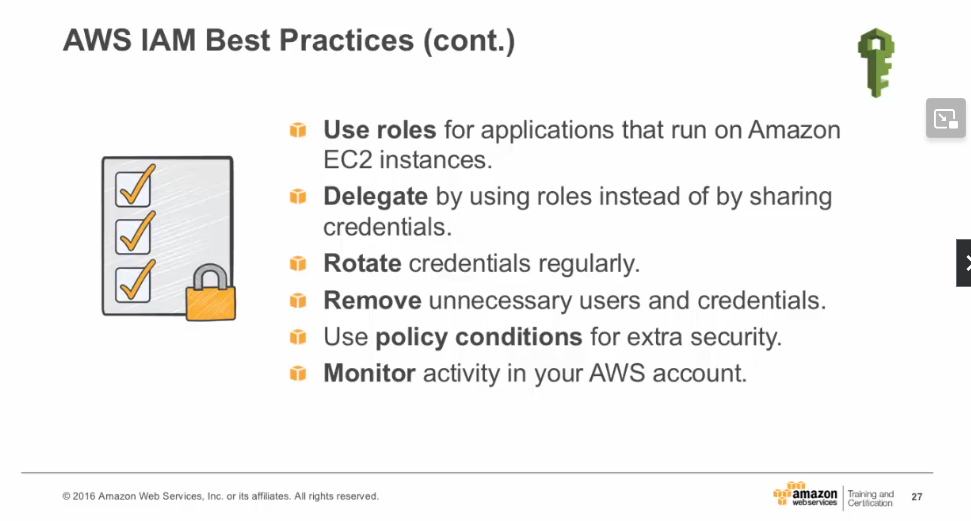 AWS IAM Best Practices (cont.)
Use roles for applications that run on Amazon
EC2 instances.
Delegate by using roles instead of by sharing
credentials.
Rotate credentials regularly.
Remove unnecessary users and credentials.
Use policy conditions for extra security.
Monitor activity in your AWS account.
© 2016 Amazon Web Services, Inc. or its affiliates. All rights reserved.
amazon
webservices
Training and
Certification
27